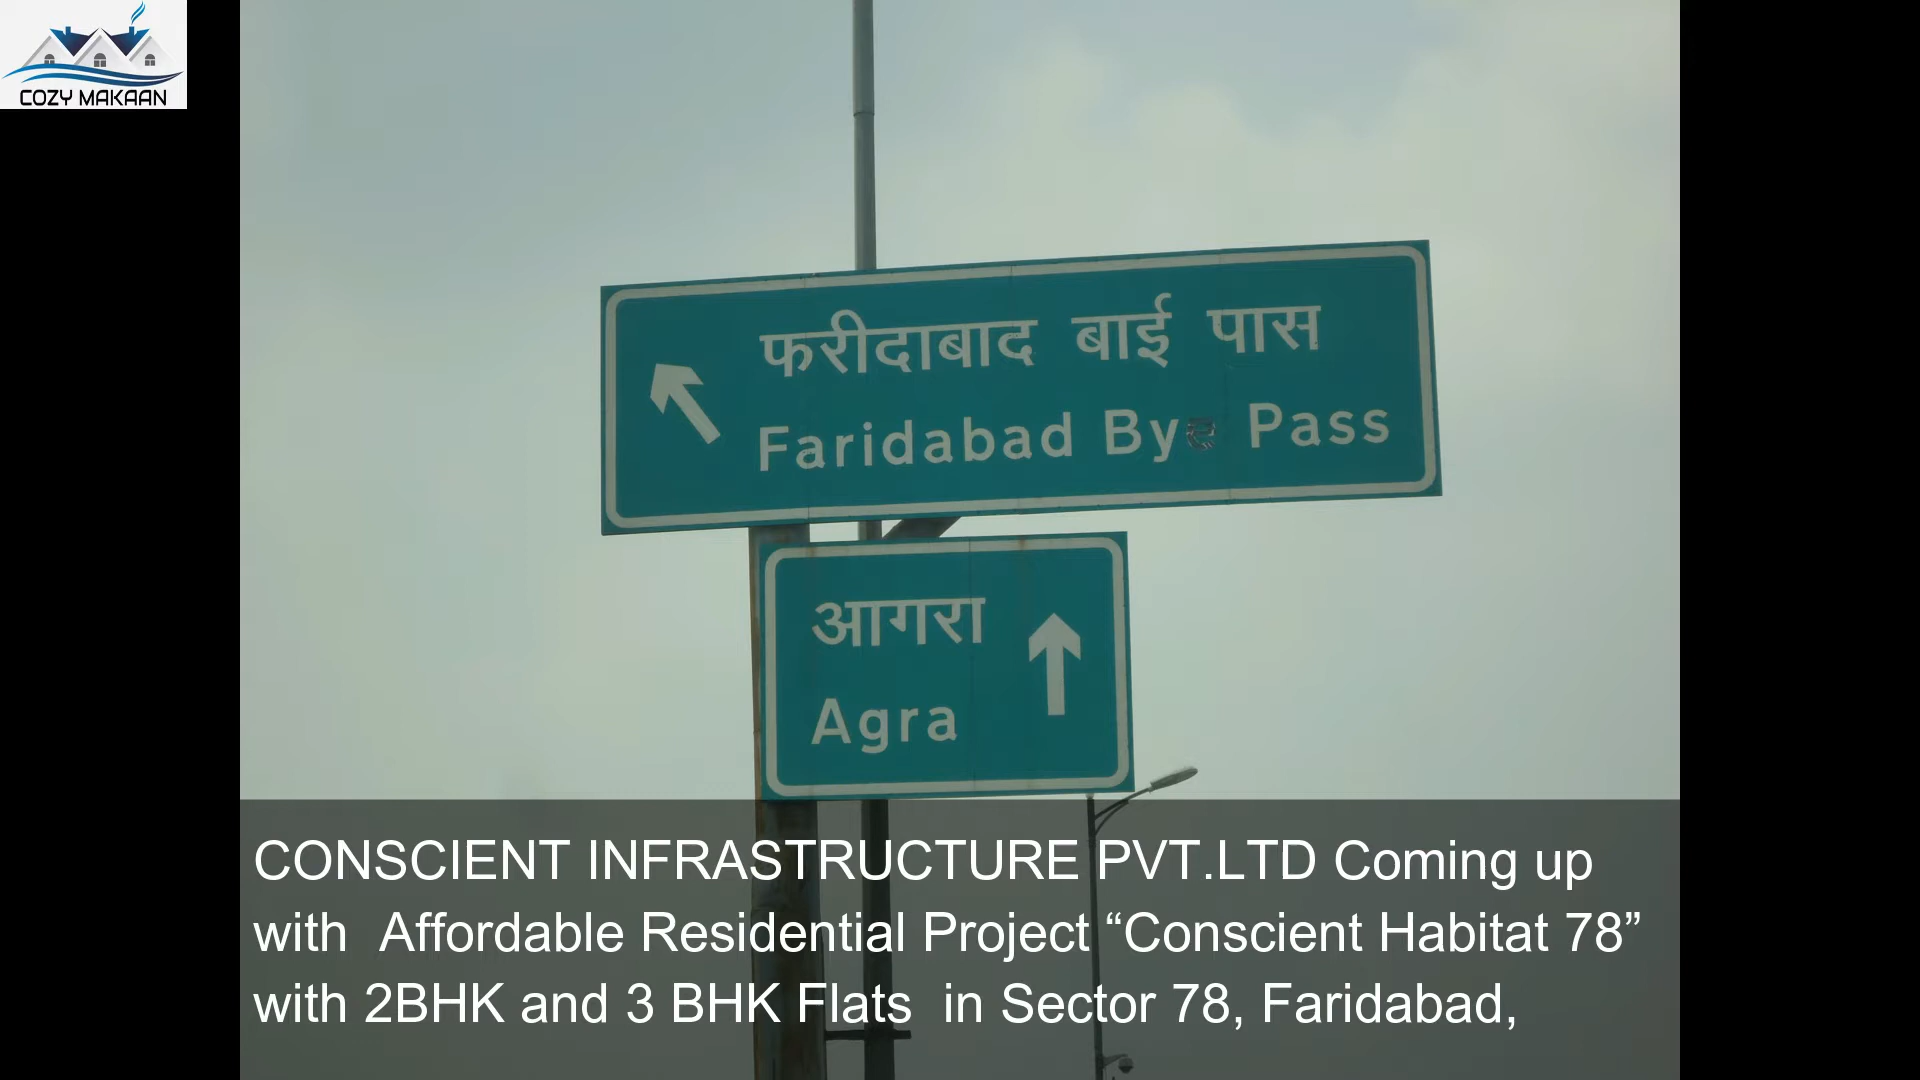 COZY MAKAAN
फरीदाबाद बाई पास
Faridabad Bye Pass
आगरा
Agra
CONSCIENT INFRASTRUCTURE PVT.LTD Coming up
with  Affordable Residential Project “Conscient Habitat 78”
with 2BHK and 3 BHK Flats  in Sector 78, Faridabad,